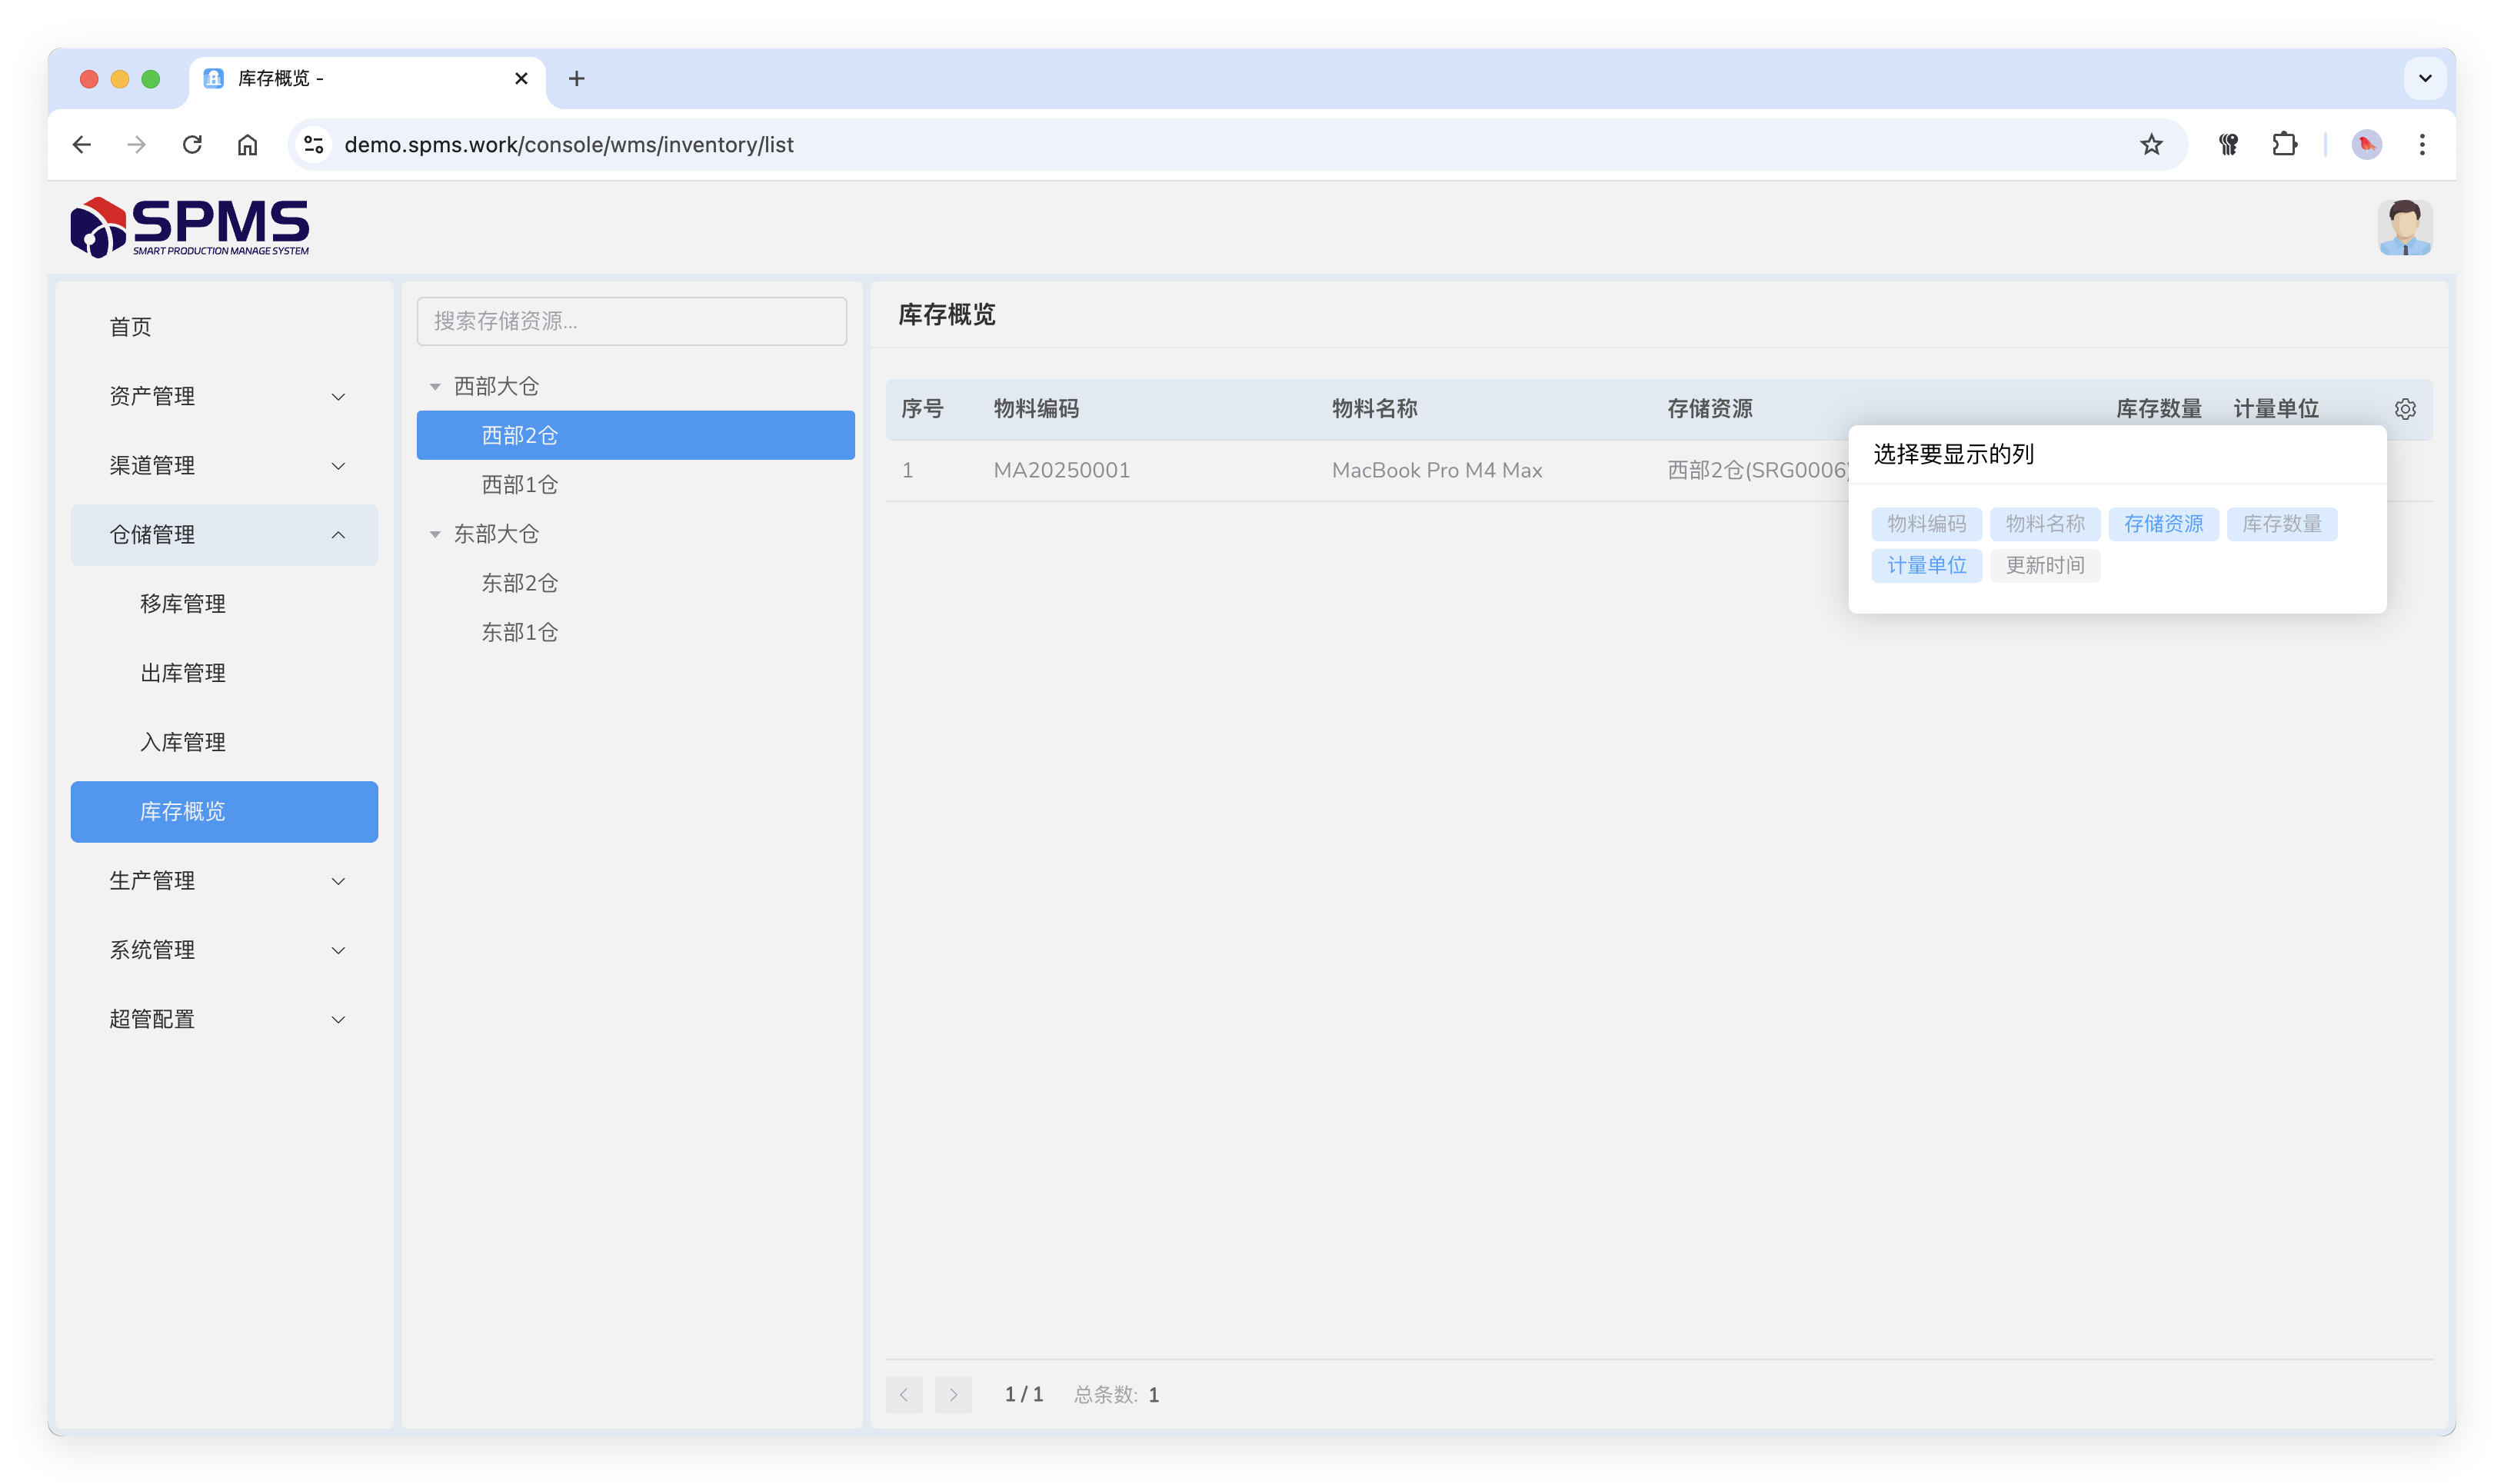 库存概览 -
demo.spms.work/console/wms/inventory/list
SPMS
SMART PRODUCTION MANAGE SYSTEM
首页
资产管理
渠道管理
仓储管理
移库管理
出库管理
入库管理
库存概览
生产管理
系统管理
超管配置
搜索存储资源...
西部大仓
西部2仓
西部1仓
东部大仓
东部2仓
东部1仓
库存概览
序号 物料编码 物料名称 存储资源 库存数量 计量单位
1 MA20250001 MacBook Pro M4 Max 西部2仓(SRG0006)
选择要显示的列
物料编码 物料名称 存储资源 库存数量
计量单位 更新时间
1 / 1 总条数: 1